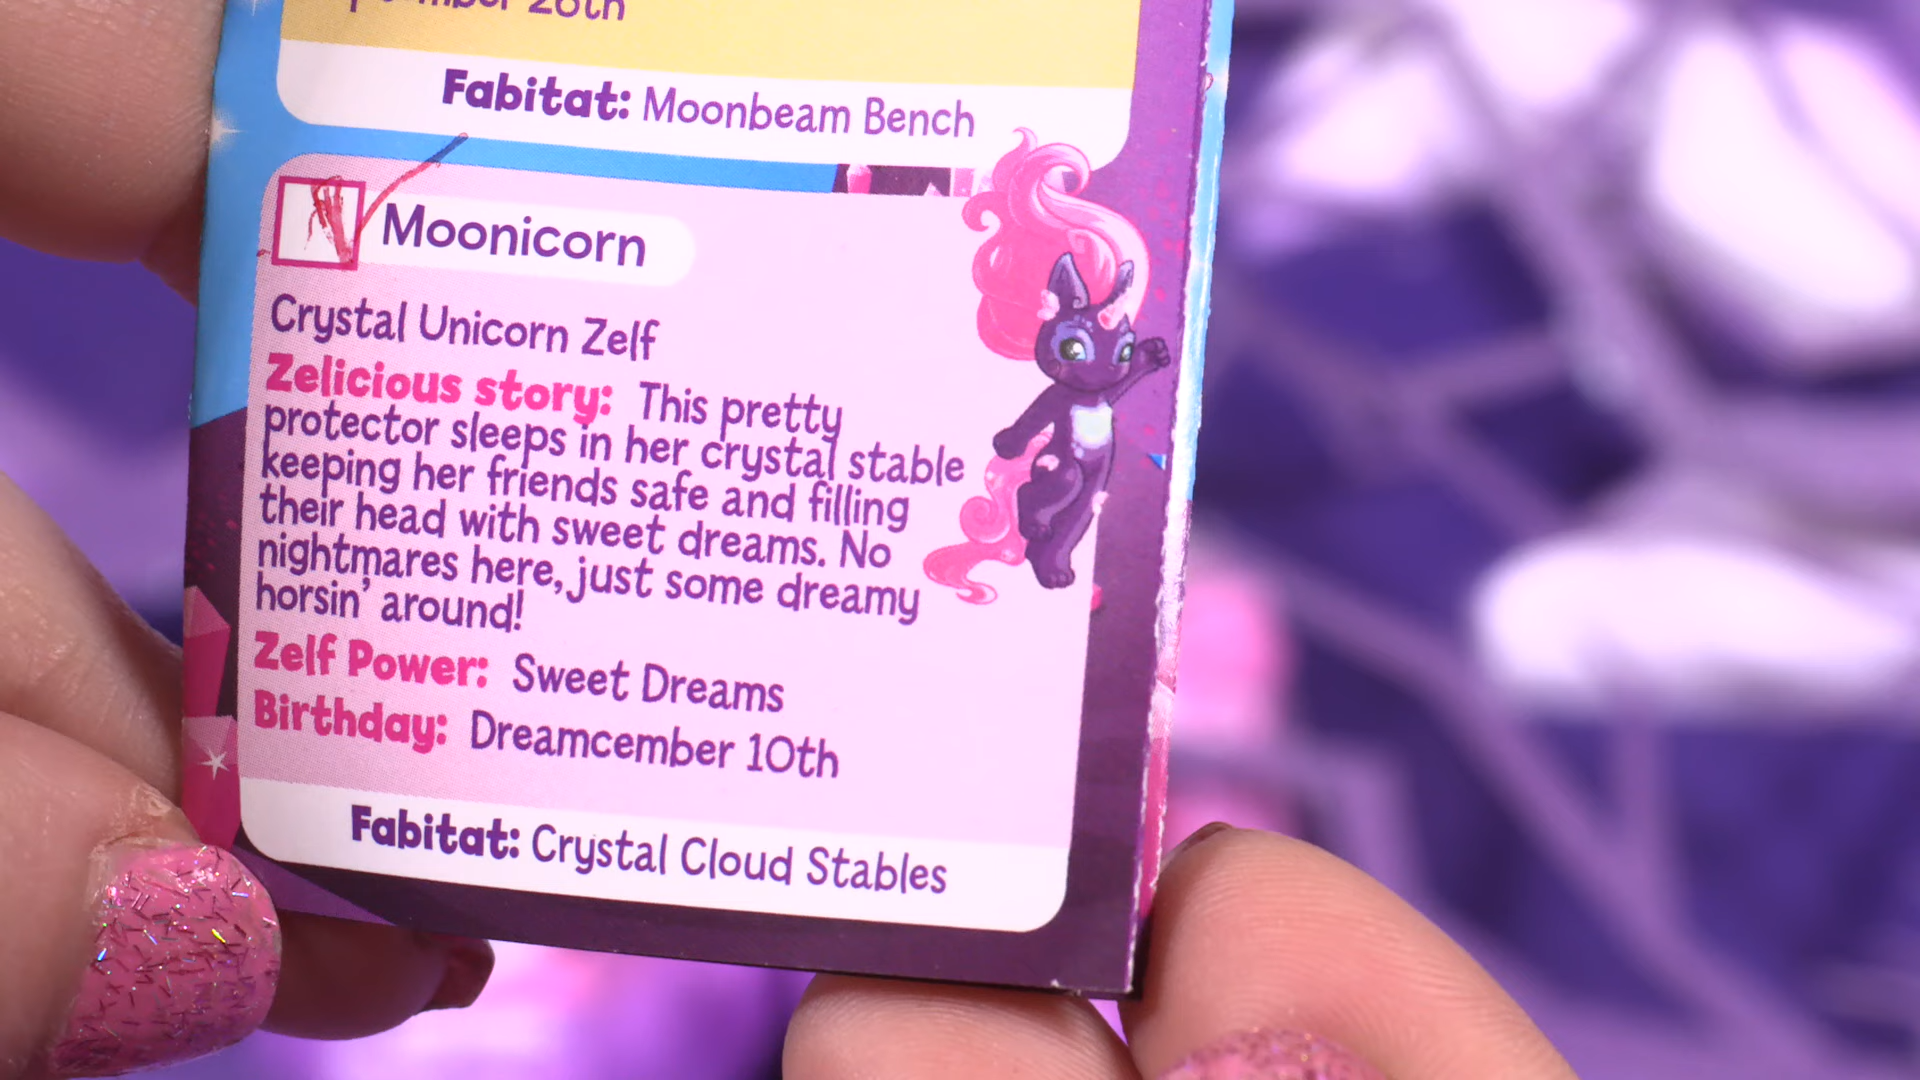 26th
Fabitat: Moonbeam Bench
Moonicorn
Crystal Unicorn Zelf
Zelicious story: This pretty
protector sleeps in her crystal stable
keeping her friends safe and filling
their head with sweet dreams. No
nightmares here, just some dreamy
horsin' around!
Zelf Power: Sweet Dreams
Birthday: Dreamcember 10th
Fabitat: Crystal Cloud Stables